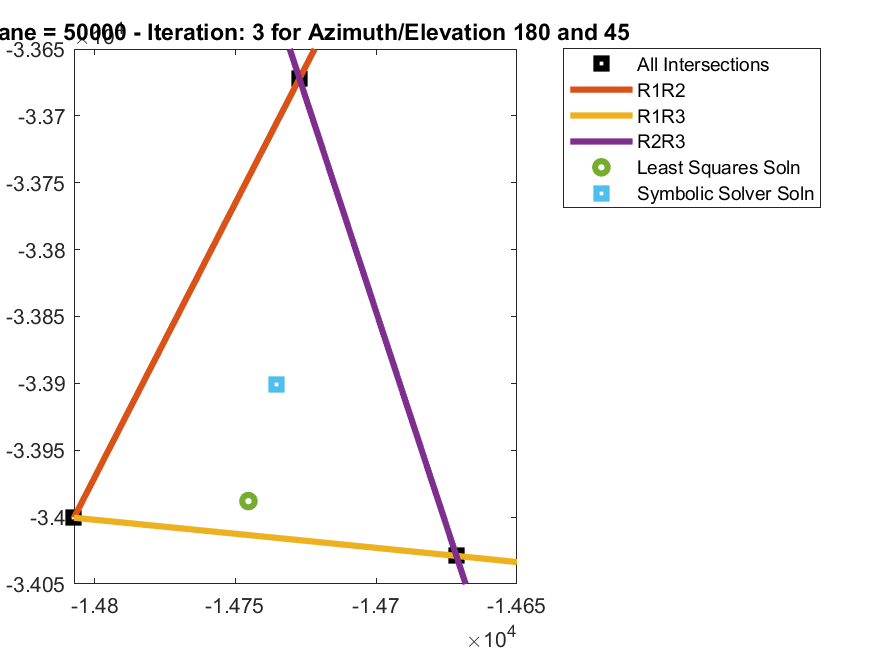 ane = 50000 - Iteration: 3 for Azimuth/Elevation 180 and 45
-3.365
-3.37
-3.375
-3.38
-3.385
-3.39
-3.395
-3.4
-3.405
-1.48 -1.475 -1.47 -1.465
×10⁴
All Intersections
R1R2
R1R3
R2R3
Least Squares Soln
Symbolic Solver Soln